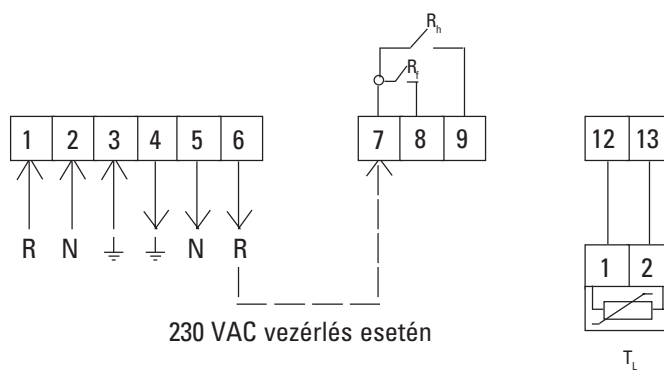 R_h
R_f
1 2 3 4 5 6 7 8 9 12 13
R N N R
1 2
230 VAC vezérlés esetén
T_L